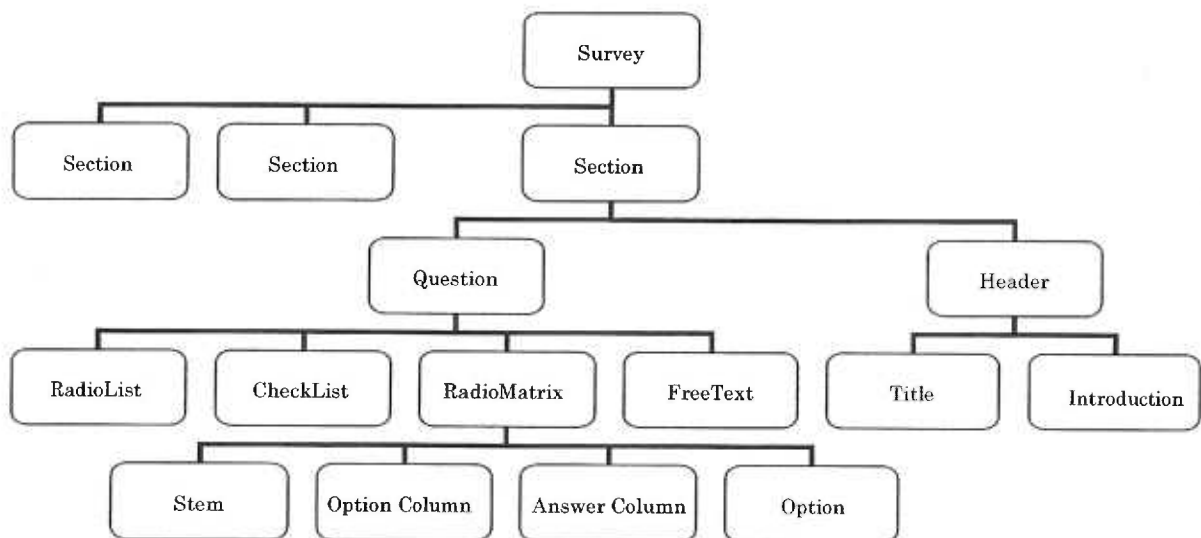 Survey
Section
Section
Section
Question
Header
RadioList
CheckList
RadioMatrix
FreeText
Title
Introduction
Stem
Option Column
Answer Column
Option